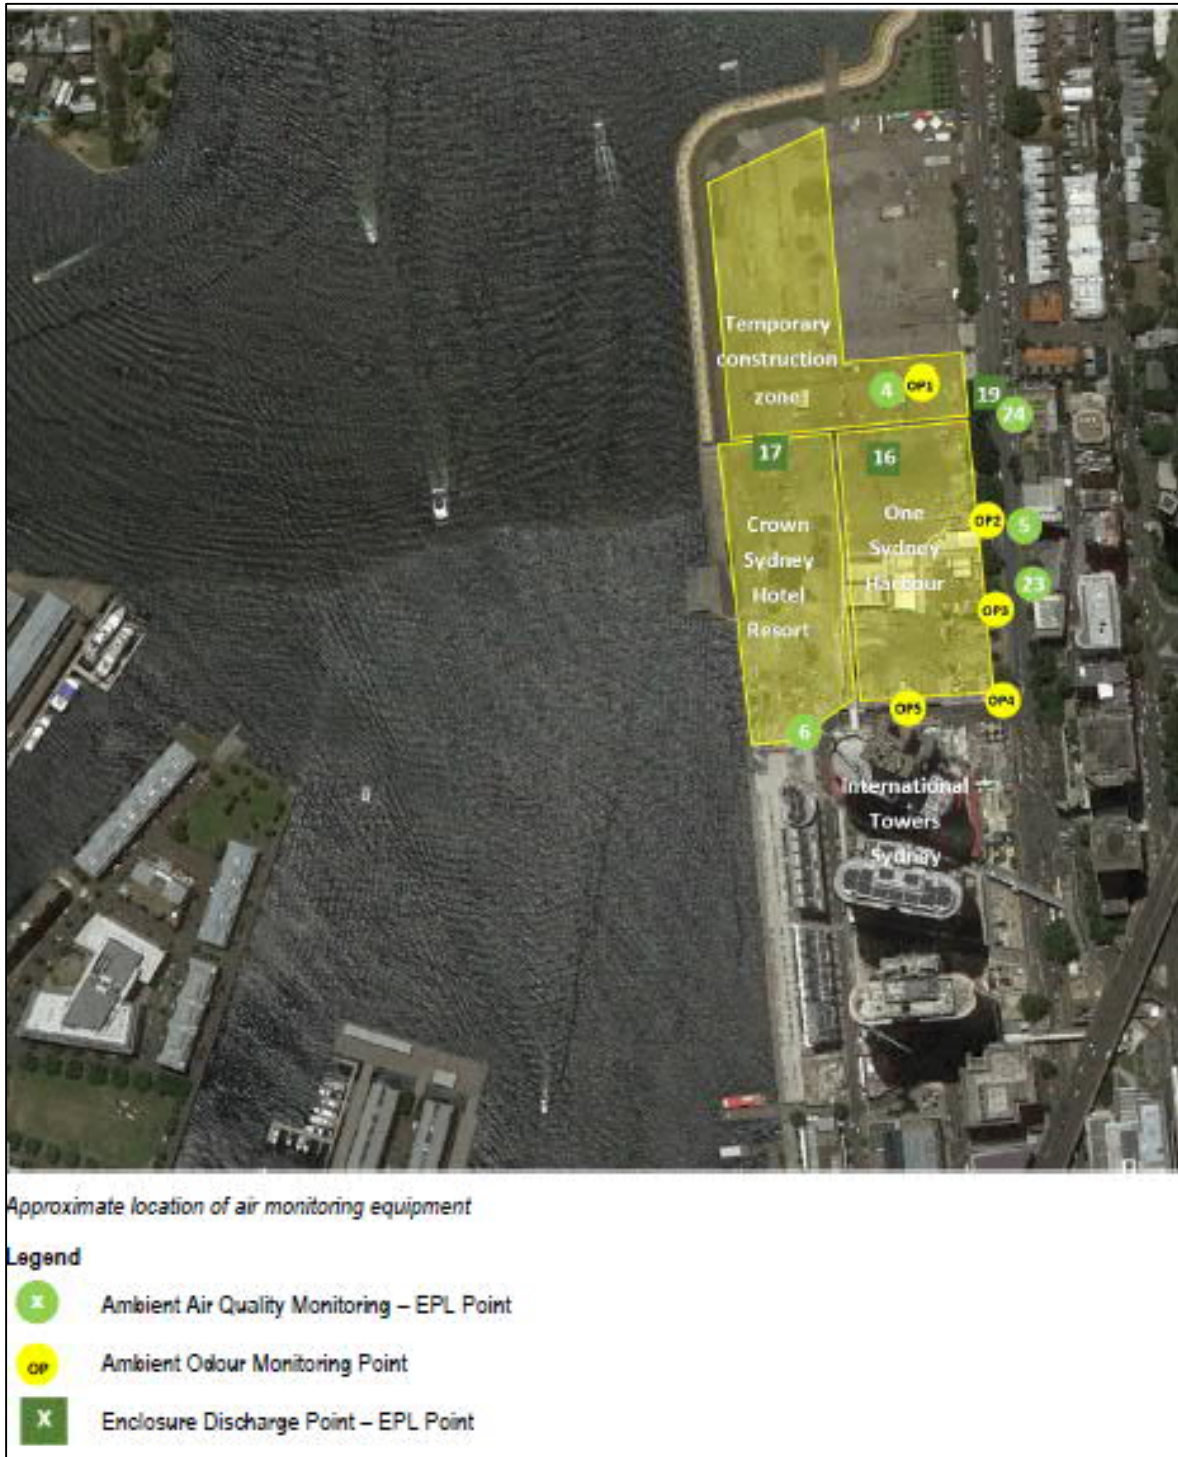 Temporary
construction
zone
4
OP1
19
24
17
16
Crown
Sydney
Hotel
Resort
One
Sydney
Harbour
OP2
5
23
OP3
OP4
OP5
6
International
Towers
Sydney
Approximate location of air monitoring equipment
Legend
X Ambient Air Quality Monitoring – EPL Point
OP Ambient Odour Monitoring Point
X Enclosure Discharge Point – EPL Point